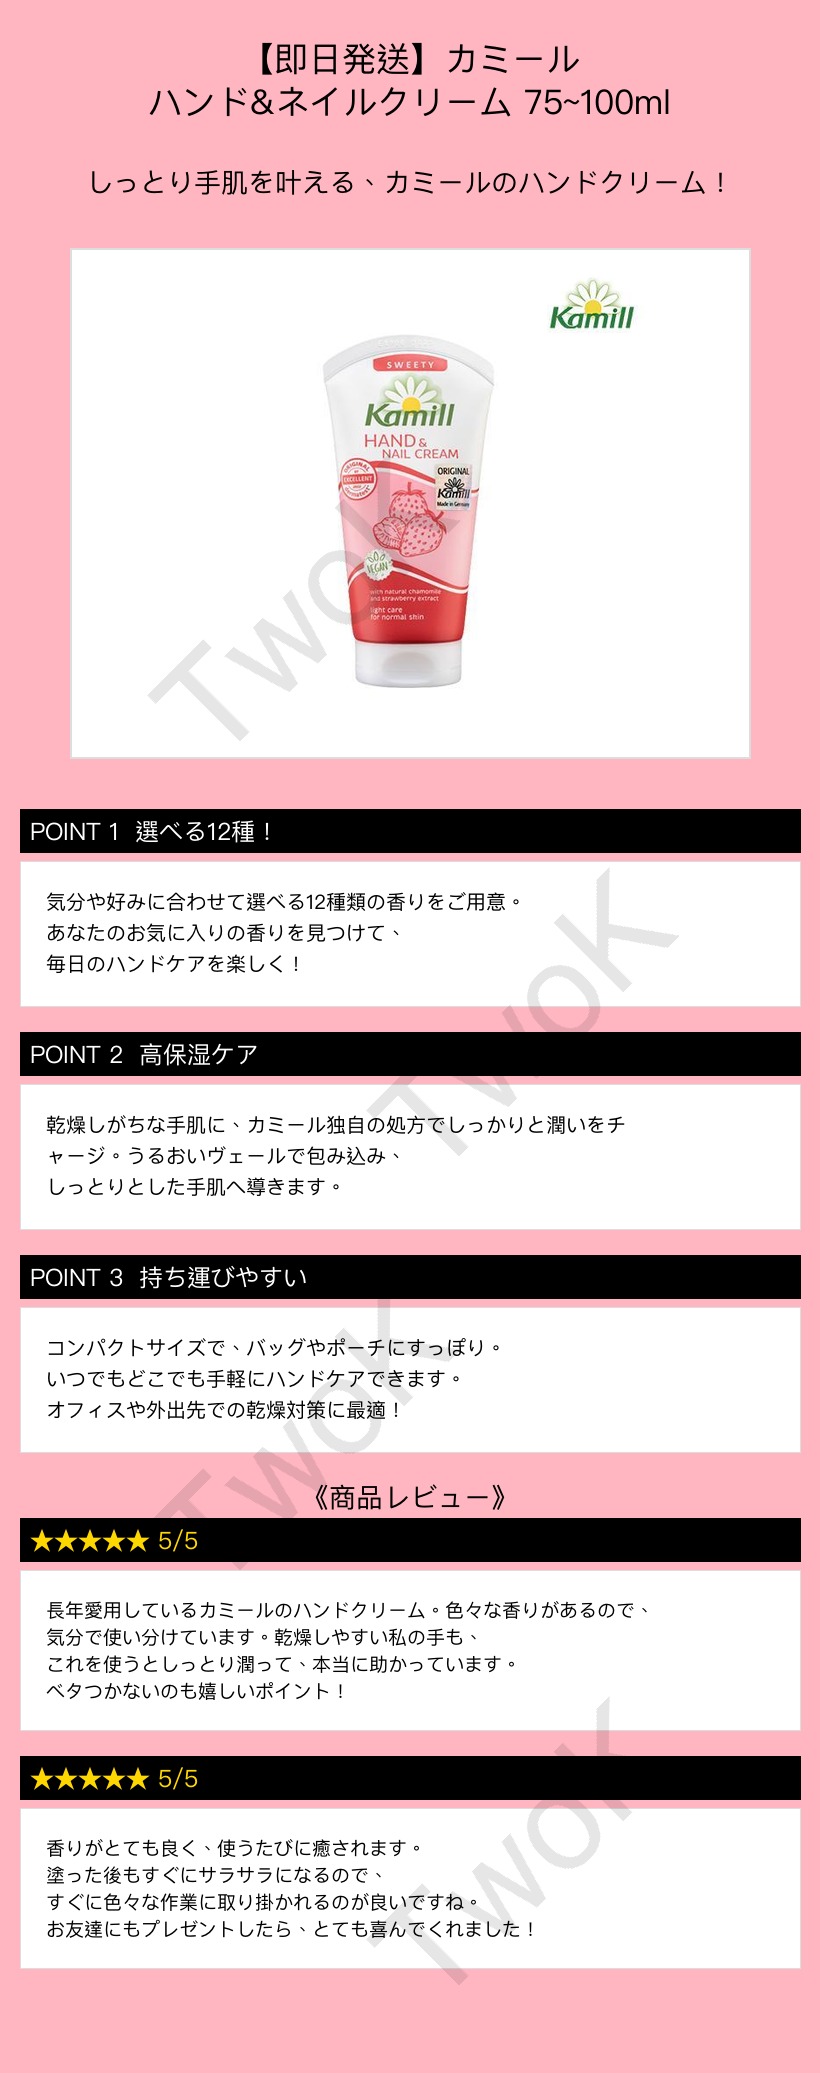 【即日発送】カミール
ハンド&ネイルクリーム 75~100ml
しっとり手肌を叶える、カミールのハンドクリーム！
Kamill
SWEETY
Kamill
HAND &
NAIL CREAM
ORIGINAL
EXCELLENT
ORIGINAL
Kamill
Made in Germany
VEGAN
with natural chamomile
and strawberry extract
light care
for normal skin
TwoK
POINT 1 選べる12種！
気分や好みに合わせて選べる12種類の香りをご用意。
あなたのお気に入りの香りを見つけて、
毎日のハンドケアを楽しく！
TwoK
POINT 2 高保湿ケア
乾燥しがちな手肌に、カミール独自の処方でしっかりと潤いをチ
ャージ。うるおいヴェールで包み込み、
しっとりとした手肌へ導きます。
POINT 3 持ち運びやすい
コンパクトサイズで、バッグやポーチにすっぽり。
いつでもどこでも手軽にハンドケアできます。
オフィスや外出先での乾燥対策に最適！
TwoK
《商品レビュー》
★★★★★ 5/5
長年愛用しているカミールのハンドクリーム。色々な香りがあるので、
気分で使い分けています。乾燥しやすい私の手も、
これを使うとしっとり潤って、本当に助かっています。
ベタつかないのも嬉しいポイント！
★★★★★ 5/5
香りがとても良く、使うたびに癒されます。
塗った後もすぐにサラサラになるので、
すぐに色々な作業に取り掛かれるのが良いですね。
お友達にもプレゼントしたら、とても喜んでくれました！
TwoK